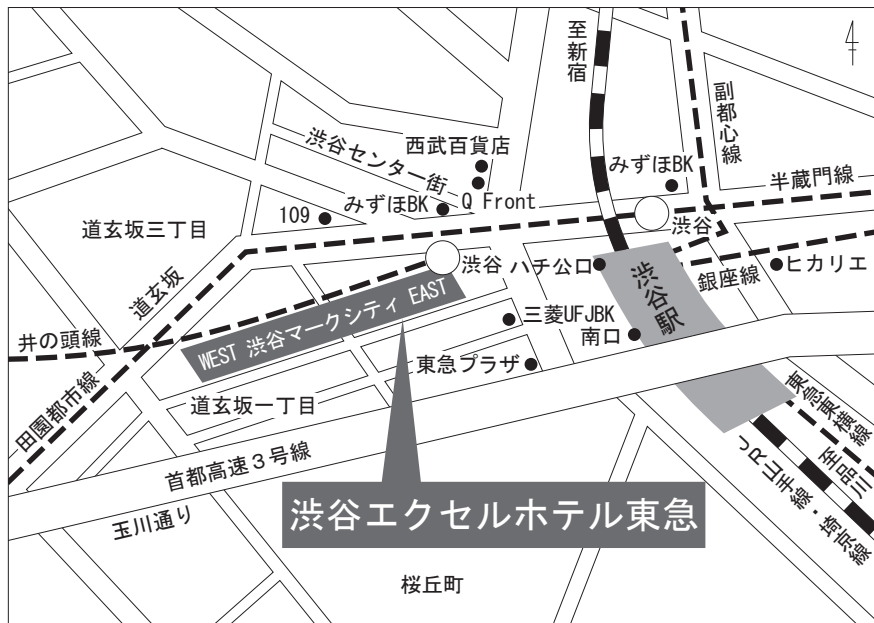 4
至新宿
副都心線
渋谷センター街
西武百貨店
みずほBK
半蔵門線
109
みずほBK
Q Front
道玄坂三丁目
渋谷
道玄坂
渋谷
ハチ公口
渋谷駅
銀座線
ヒカリエ
井の頭線
WEST 渋谷マークシティ EAST
三菱UFJBK
南口
東急プラザ
田園都市線
道玄坂一丁目
東急東横線
至品川
JR山手線・埼京線
首都高速3号線
玉川通り
渋谷エクセルホテル東急
桜丘町